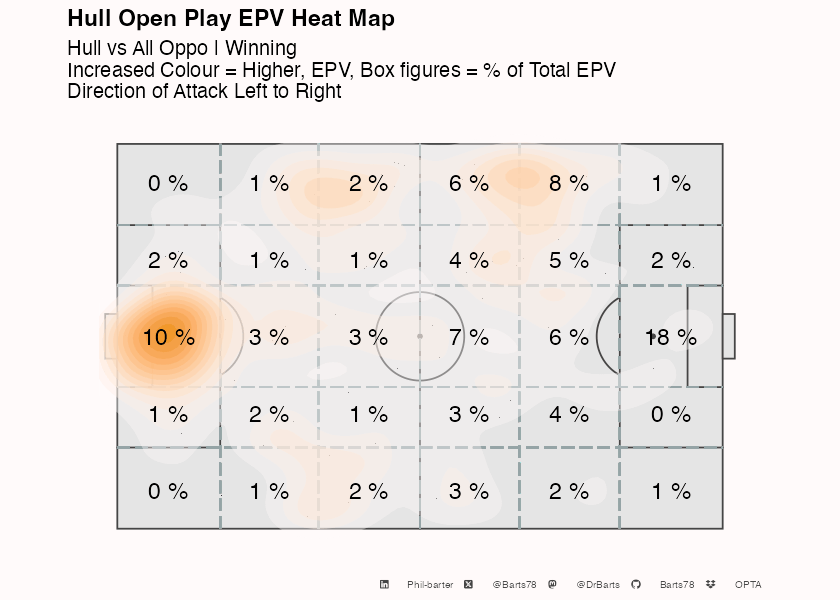 Hull Open Play EPV Heat Map
Hull vs All Oppo | Winning
Increased Colour = Higher, EPV, Box figures = % of Total EPV
Direction of Attack Left to Right
0 % 1 % 2 % 6 % 8 % 1 %
2 % 1 % 1 % 4 % 5 % 2 %
10 % 3 % 3 % 7 % 6 % 18 %
1 % 2 % 1 % 3 % 4 % 0 %
0 % 1 % 2 % 3 % 2 % 1 %
Phil-barter @Barts78 @DrBarts Barts78 OPTA